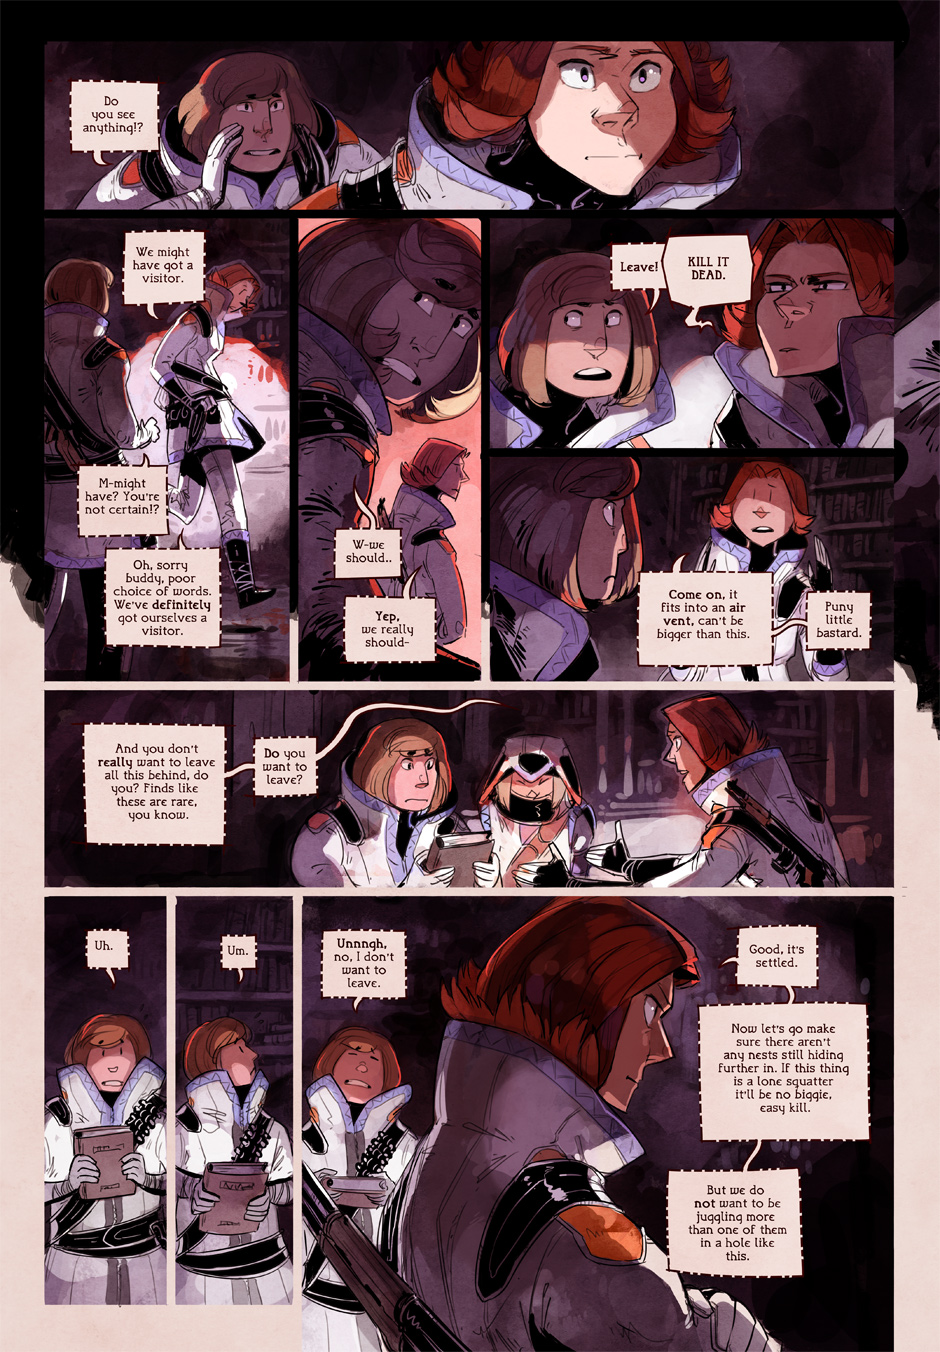 Do
you see
anything!?
We might
have got a
visitor.
M-might
have? You're
not certain!?
Oh, sorry
buddy, poor
choice of words.
We've definitely
got ourselves a
visitor.
W-we
should..
Yep,
we really
should-
Leave!
KILL IT
DEAD.
Come on, it
fits into an air
vent, can't be
bigger than this.
Puny
little
bastard.
And you don't
really want to leave
all this behind, do
you? Finds like
these are rare,
you know.
Do you
want to
leave?
Uh.
Um.
Unnngh,
no, I don't
want to
leave.
Good, it's
settled.
Now let's go make
sure there aren't
any nests still hiding
further in. If this thing
is a lone squatter
it'll be no biggie,
easy kill.
But we do
not want to be
juggling more
than one of them
in a hole like
this.